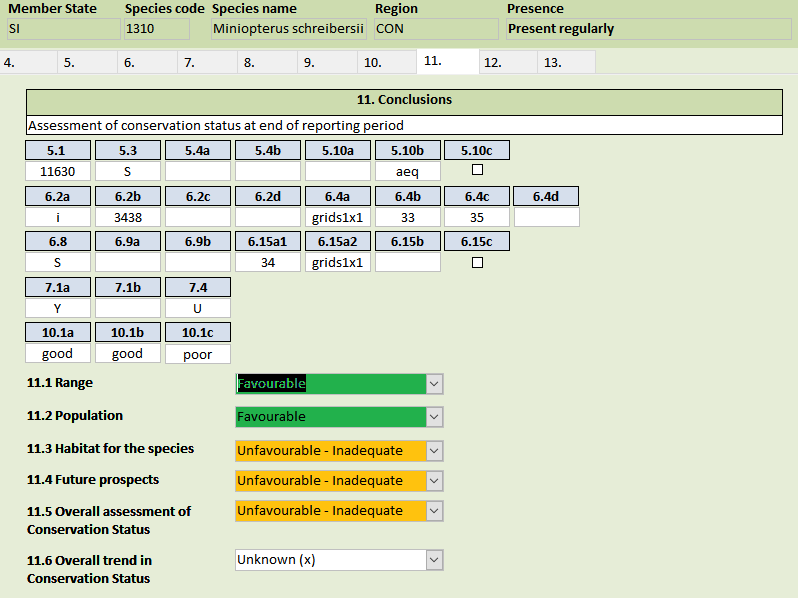 Member State Species code Species name Region Presence
SI 1310 Miniopterus schreibersii CON Present regularly
4. 5. 6. 7. 8. 9. 10. 11. 12. 13.
11. Conclusions
Assessment of conservation status at end of reporting period
5.1 5.3 5.4a 5.4b 5.10a 5.10b 5.10c
11630 S aeq
6.2a 6.2b 6.2c 6.2d 6.4a 6.4b 6.4c 6.4d
i 3438 grids1x1 33 35
6.8 6.9a 6.9b 6.15a1 6.15a2 6.15b 6.15c
S 34 grids1x1
7.1a 7.1b 7.4
Y U
10.1a 10.1b 10.1c
good good poor
11.1 Range Favourable
11.2 Population Favourable
11.3 Habitat for the species Unfavourable - Inadequate
11.4 Future prospects Unfavourable - Inadequate
11.5 Overall assessment of Unfavourable - Inadequate
Conservation Status
11.6 Overall trend in Unknown (x)
Conservation Status